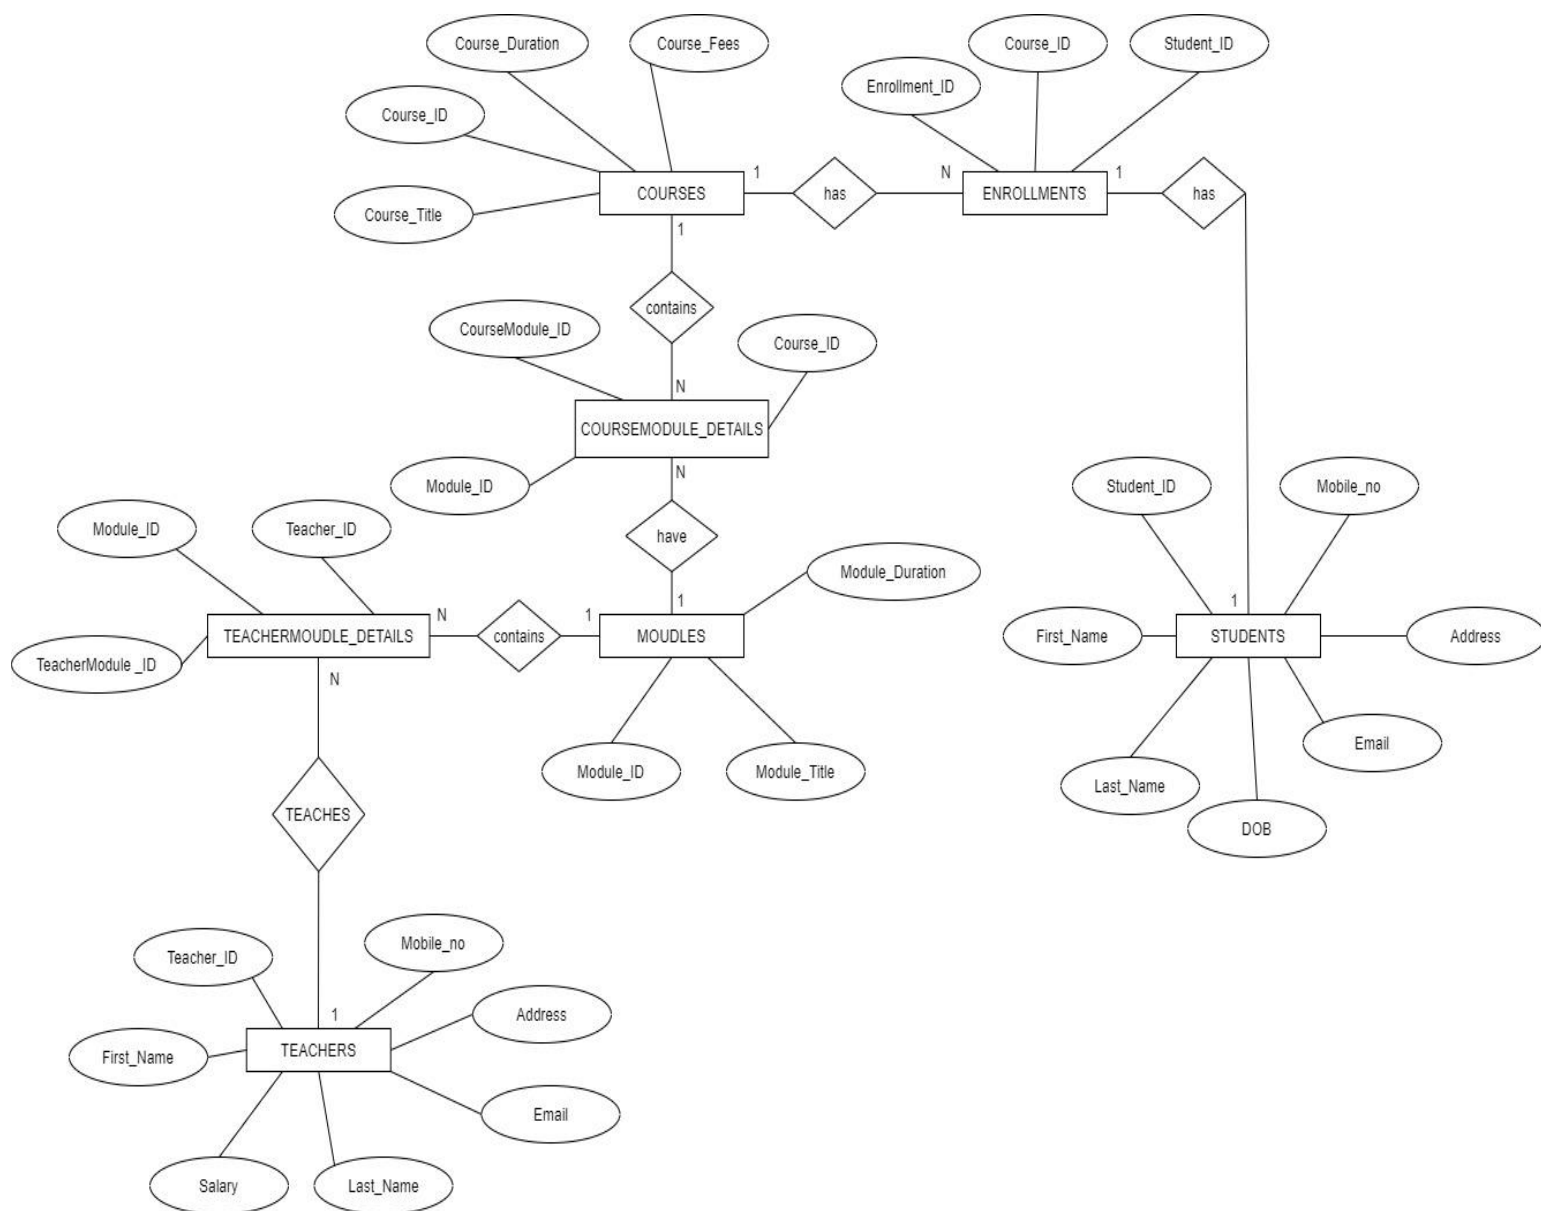 Course_Duration
Course_Fees
Course_ID
Student_ID
Enrollment_ID
Course_ID
Course_Title
COURSES
1
has
N
ENROLLMENTS
1
has
1
contains
CourseModule_ID
Course_ID
N
COURSEMODULE_DETAILS
N
Module_ID
Student_ID
Mobile_no
Module_ID
Teacher_ID
have
Module_Duration
TEACHERMOUDLE_DETAILS
N
contains
1
1
MOUDLES
TeacherModule _ID
N
1
First_Name
STUDENTS
Address
Module_ID
Module_Title
Email
Last_Name
DOB
TEACHES
Teacher_ID
Mobile_no
Address
1
First_Name
TEACHERS
Email
Salary
Last_Name